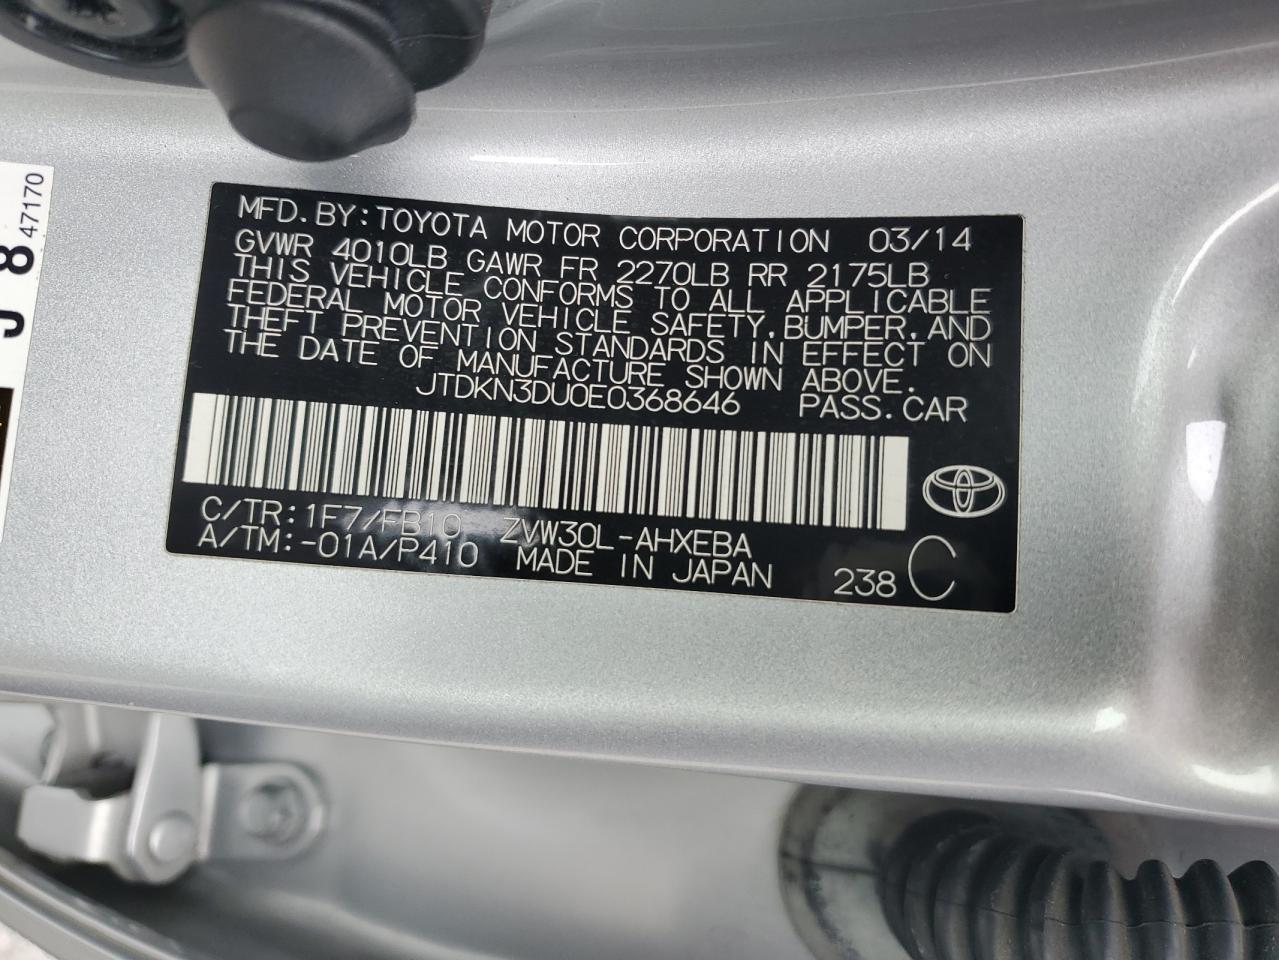 MFD. BY: TOYOTA MOTOR CORPORATION 03/14
GVWR 4010LB GAWR FR 2270LB RR 2175LB
THIS VEHICLE CONFORMS TO ALL APPLICABLE
FEDERAL MOTOR VEHICLE SAFETY, BUMPER, AND
THEFT PREVENTION STANDARDS IN EFFECT ON
THE DATE OF MANUFACTURE SHOWN ABOVE.
JTDKN3DU0E0368646 PASS. CAR
C/TR: 1F7/FB10 ZVW30L-AHXEBA
A/TM: -01A/P410 MADE IN JAPAN 238 C
47170
8